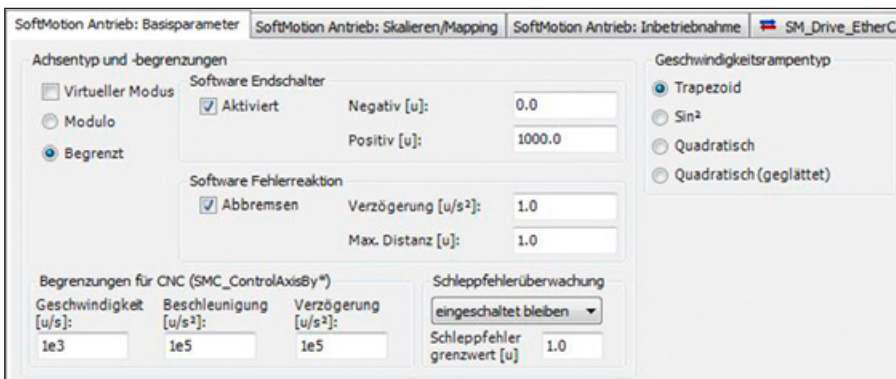 SoftMotion Antrieb: Basisparameter SoftMotion Antrieb: Skalieren/Mapping SoftMotion Antrieb: Inbetriebnahme SM_Drive_EtherC
Achsentyp und -begrenzungen
Virtueller Modus
Modulo
Begrenzt
Software Endschalter
Aktiviert Negativ [u]: 0.0
Positiv [u]: 1000.0
Software Fehlerreaktion
Abbremsen Verzögerung [u/s²]: 1.0
Max. Distanz [u]: 1.0
Begrenzungen für CNC (SMC_ControlAxisBy*)
Geschwindigkeit [u/s]: Beschleunigung [u/s²]: Verzögerung [u/s²]:
1e3 1e5 1e5
Schleppfehlerüberwachung
eingeschaltet bleiben
Schleppfehler
grenzwert [u] 1.0
Geschwindigkeitsrampentyp
Trapezoid
Sin²
Quadratisch
Quadratisch (geglättet)